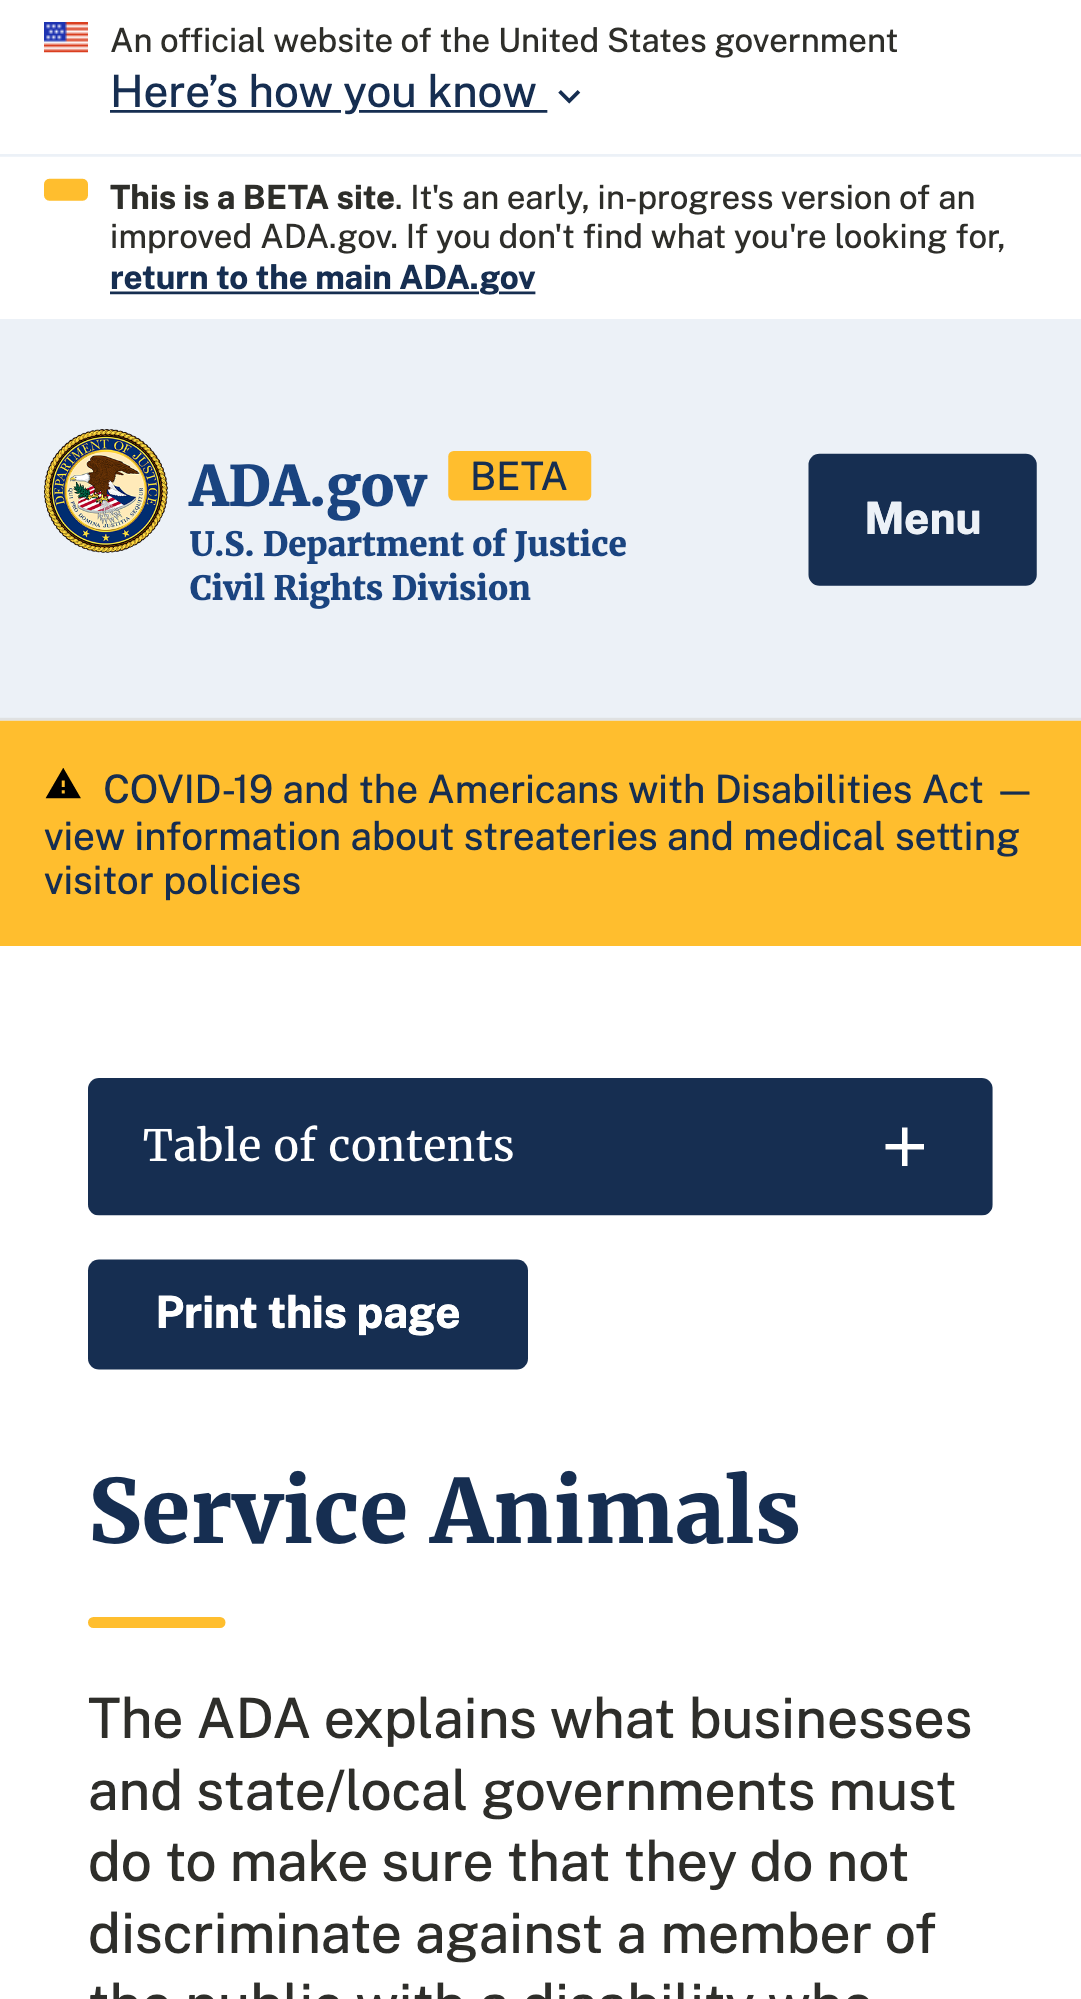 An official website of the United States government
Here’s how you know
This is a BETA site. It's an early, in-progress version of an
improved ADA.gov. If you don't find what you're looking for,
return to the main ADA.gov
ADA.gov BETA
U.S. Department of Justice
Civil Rights Division
Menu
COVID-19 and the Americans with Disabilities Act —
view information about streateries and medical setting
visitor policies
Table of contents
Print this page
Service Animals
The ADA explains what businesses
and state/local governments must
do to make sure that they do not
discriminate against a member of
the public with a disability who